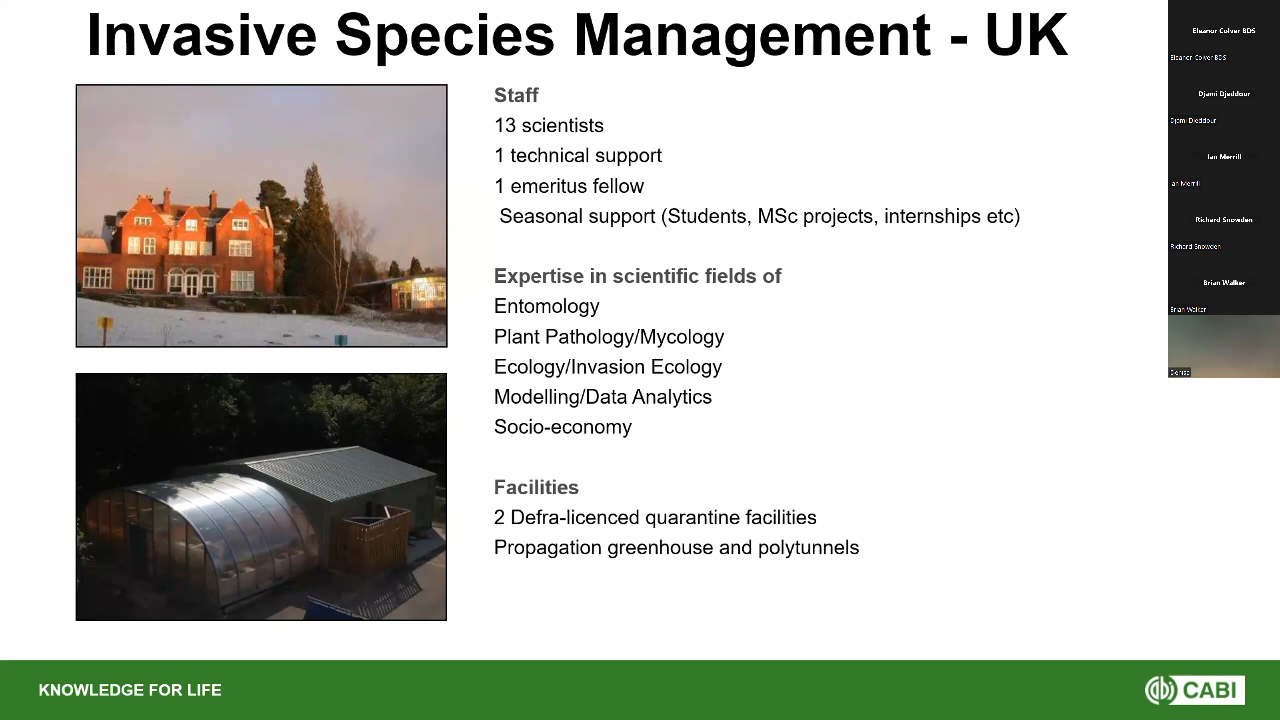 Invasive Species Management - UK
Staff
13 scientists
1 technical support
1 emeritus fellow
Seasonal support (Students, MSc projects, internships etc)
Expertise in scientific fields of
Entomology
Plant Pathology/Mycology
Ecology/Invasion Ecology
Modelling/Data Analytics
Socio-economy
Facilities
2 Defra-licenced quarantine facilities
Propagation greenhouse and polytunnels
KNOWLEDGE FOR LIFE
CABI
Eleanor Colver BDS
Eleanor Colver BDS
Djami Djeddour
Djami Djeddour
Ian Merrill
Ian Merrill
Richard Snowden
Richard Snowden
Brian Walker
Brian Walker
Denise